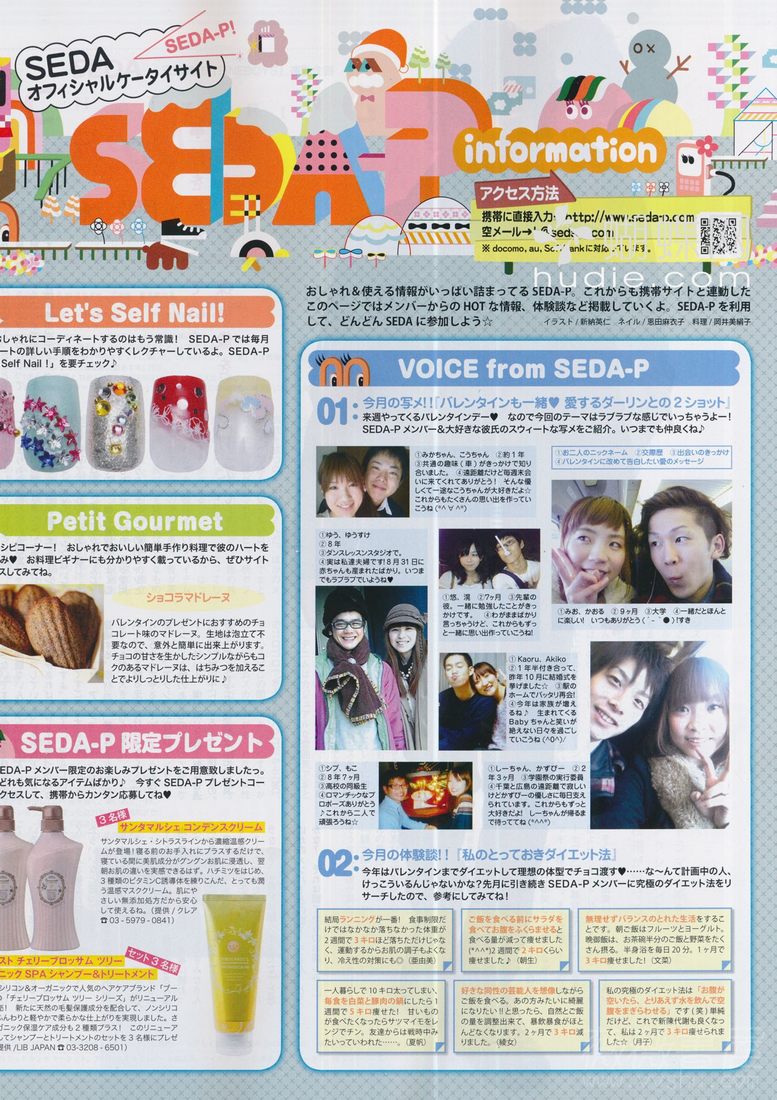 SEDA
オフィシャルケータイサイト
SEDA-P!
SEDA-P
information
アクセス方法
携帯に直接入力→http://www.seda-p.com
※ docomo, au, SoftBankに対応しています。
hudie.com
おしゃれ＆使える情報がいっぱい詰まってる SEDA-P。これからも携帯サイトと連動した
このページではメンバーからの HOT な情報、体験談など掲載していくよ。SEDA-P を利用
して、どんどん SEDA に参加しよう☆
イラスト / 新納英仁　ネイル / 恩田麻衣子　料理 / 岡井美絹子
Let's Self Nail!
おしゃれにコーディネートするのはもう常識！　SEDA-P では毎月
ートの詳しい手順をわかりやすくレクチャーしているよ。SEDA-P
Self Nail！」を要チェック♪
Petit Gourmet
シピコーナー！　おしゃれでおいしい簡単手作り料理で彼のハートを
み♥　お料理ビギナーにも分かりやすく載っているから、ぜひサイト
スしてみてね。
ショコラマドレーヌ
バレンタインのプレゼントにおすすめのチョ
コレート味のマドレーヌ。生地は泡立て不
要なので、意外と簡単に出来上がります。
チョコの甘さを生かしたシンプルながらもコ
クのあるマドレーヌは、はちみつを加えるこ
とでよりしっとりした仕上がりに♪
SEDA-P 限定プレゼント
SEDA-P メンバー限定のお楽しみプレゼントをご用意致しましたっ。
どれも気になるアイテムばかり♪　今すぐ SEDA-P プレゼントコー
クセスして、携帯からカンタン応募してね♥
3名様
サンタマルシェ コンデンスクリーム
サンタマルシェ・シトラスラインから濃縮温感クリー
ムが登場！寝る前のお手入れにプラスするだけで、
寝ている間に美肌成分がグングンお肌に浸透し、翌
朝お肌の違いを実感できるはず。ハチミツをはじめ、
3 種類のビタミンC誘導体を練りこんだ、とっても潤
う温感マスククリーム。肌にや
さしい無添加処方だから安心
して使えるね。（提供 / クレア
☎ 03 - 5979 - 0841）
セット3名様
スト チェリーブロッサム ツリー
ニック SPA シャンプー&トリートメント
シリコン&オーガニックで人気のヘアケアブランド「ブー
の「チェリーブロッサム ツリー シリーズ」がリニューアル
売！　新たに天然の毛髪保護成分を配合して、ノンシリコ
ふんわりと軽やかで柔らかな仕上がりを実現しました。さ
ガニック保湿ケア成分も 2 種類プラス！　このリニューア
てシャンプーとトリートメントのセットを 3 名様にプレゼ
提供 /LIB JAPAN ☎ 03-3208 - 6501）
VOICE from SEDA-P
01:
今月の写メ!!『バレンタインも一緒♥ 愛するダーリンとの 2 ショット』
来週やってくるバレンタインデー♥　なので今回のテーマはラブラブな感じでいっちゃうよー！
SEDA-P メンバー＆大好きな彼氏のスウィートな写メをご紹介。いつまでも仲良くね♪
①お二人のニックネーム　②交際歴　③出会いのきっかけ
④バレンタインに改めて告白したい愛のメッセージ
①みかちゃん、こうちゃん　②約 1 年
③共通の趣味 ( 車 ) がきっかけで知り
合いました。　④遠距離だけど毎週末会
いに来てくれてありがとう！　そんな優
しくて一途なこうちゃんが大好きだよ☆
これからもたくさんの思い出を作ってい
こうね (*^∀^*)
①ゆう、ゆうすけ
② 8 年
③ダンスレッスンスタジオで。
④実は私達夫婦です！8 月 31 日に
赤ちゃんも産まれたばかり。いつま
でもラブラブでいようね♥
①悠、滉　②7ヶ月　③先輩の
彼。一緒に勉強したことがきっ
かけです。　④わがままばかり
思っちゃうけど、これからもずっ
と一緒に思い出作っていこうね！
①みお、かおる　② 9ヶ月　③大学　④一緒だとほんと
に楽しい！　いつもありがとう( ´-`●)すき
① Kaoru、Akiko
② 1 年半付き合って、
昨年 10 月に結婚式を
挙げました☆　③駅の
ホームでバッタリ再会！
④今年は家族が増え
るね♪　生まれてくる
Baby ちゃんと笑いが
絶えない日々を過ごし
ていこうね (^O^)/
①シブ、もこ
② 8 年 7ヶ月
③高校の同級生
④ロマンチックなプ
ロポーズありがとう
♪これから二人で
頑張ろうね☆
①しーちゃん、かずぴー　② 2
年 3ヶ月　③学園祭の実行委員
④千葉と広島の遠距離で寂しい
けどかずぴーの優しさに毎日支
えられています。これからもずっ
と大好きだよ　しーちゃんが帰るま
で待っててね (*^^*)
02:
今月の体験談!!『私のとっておきダイエット法』
今年はバレンタインまでダイエットして理想の体型でチョコ渡す♥……な〜んて計画中の人、
けっこういるんじゃないかな？先月に引き続き SEDA-P メンバーに究極のダイエット法をリ
サーチしたので、参考にしてみてね！
結局ランニングが一番！　食事制限だ
けではなかなか落ちなかった体重が
2 週間で 3 キロほど落ちただけじゃな
く、運動するからお肌の調子もよくな
り、冷え性の対策にも◎（亜由美）
ご飯を食べる前にサラダを
食べておなかをふくらませると
食べる量が減って痩せました
(*^^*) 2 週間で 2 キロくらい
痩せたよ♪（朝生）
無理せずバランスのとれた生活をするこ
とです。朝ご飯はフルーツとヨーグルト。
晩御飯は、お茶碗半分のご飯と野菜をたく
さん摂る。半身浴を毎日 20 分。1ヶ月で
3 キロ痩せました！（文菜）
一人暮らしで 10 キロ太ってしまい、
毎食を白菜と豚肉の鍋にしたら 1
週間で 5 キロ痩せた！　甘いもの
が食べたくなったらサツマイモをレ
ンジでチン。友達からは戦時中み
たいっていわれた……。（夏帆）
好きな同性の芸能人を想像しなが
らご飯を食べる。あの方みたいに綺麗
になりたい!!と思ったら、自然とご飯
の量を調整出来て、暴飲暴食がほと
んどなくなります。2ヶ月で 3 キロ減
りました。（綾女）
私の究極のダイエット法は「お腹が
空いたら、とりあえず水を飲んで空
腹をまぎらわせる」です（笑）単純
だけど、これで新陳代謝も良くなっ
て、私は 2ヶ月で 3 キロ痩せられま
した☆（月子）